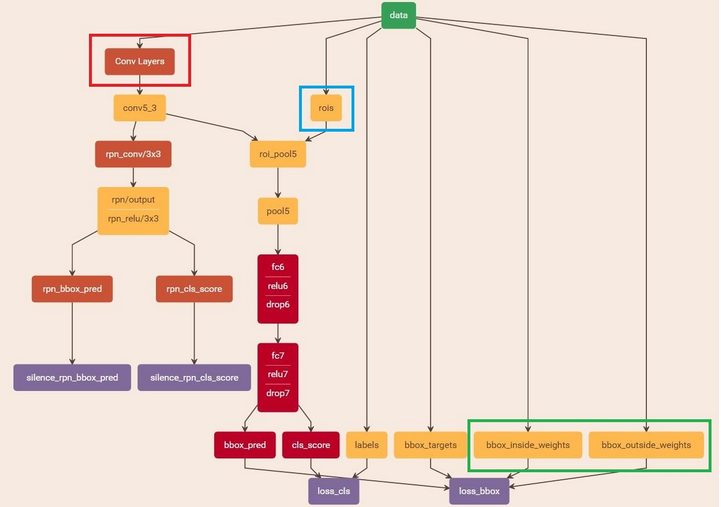 data
Conv Layers
conv5_3
rois
rpn_conv/3x3
roi_pool5
rpn/output
rpn_relu/3x3
pool5
fc6
relu6
drop6
rpn_bbox_pred
rpn_cls_score
fc7
relu7
drop7
silence_rpn_bbox_pred
silence_rpn_cls_score
bbox_pred
cls_score
labels
bbox_targets
bbox_inside_weights
bbox_outside_weights
loss_cls
loss_bbox